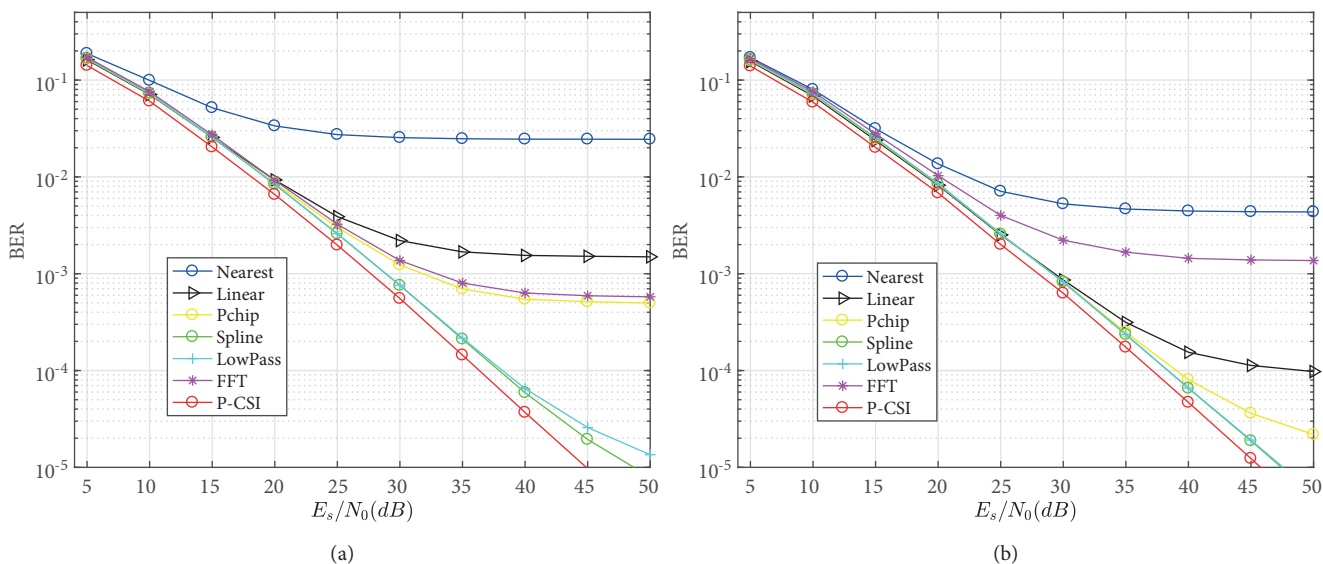 10^{-1}
10^{-2}
10^{-3}
10^{-4}
10^{-5}
BER
Nearest
Linear
Pchip
Spline
LowPass
FFT
P-CSI
5 10 15 20 25 30 35 40 45 50
E_s/N_0(dB)
(a)
10^{-1}
10^{-2}
10^{-3}
10^{-4}
10^{-5}
BER
Nearest
Linear
Pchip
Spline
LowPass
FFT
P-CSI
5 10 15 20 25 30 35 40 45 50
E_s/N_0(dB)
(b)